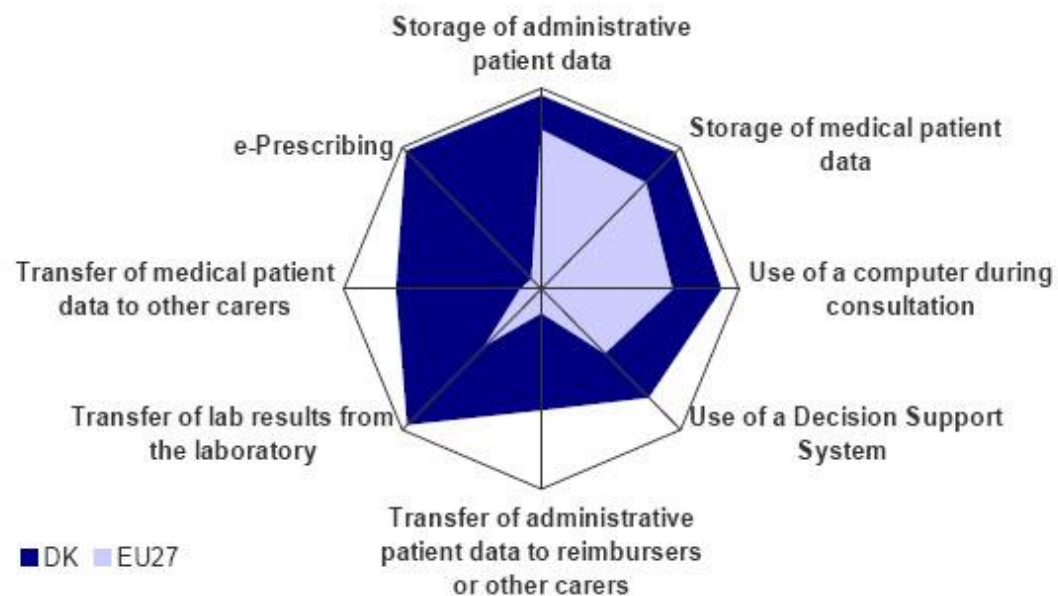 Storage of administrative
patient data
Storage of medical patient
data
e-Prescribing
Transfer of medical patient
data to other carers
Use of a computer during
consultation
Transfer of lab results from
the laboratory
Use of a Decision Support
System
Transfer of administrative
patient data to reimbursers
or other carers
DK EU27